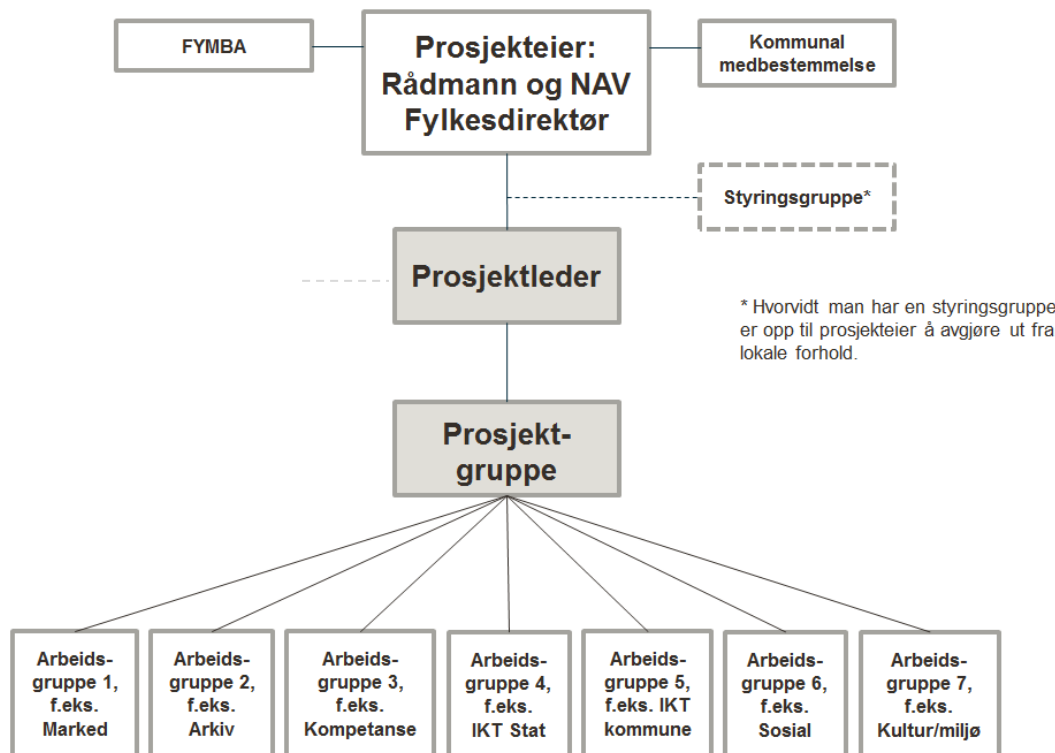 FYMBA
Prosjekteier:
Rådmann og NAV
Fylkesdirektør
Kommunal
medbestemmelse
Styringsgruppe*
Prosjektleder
* Hvorvidt man har en styringsgruppe
er opp til prosjekteier å avgjøre ut fra
lokale forhold.
Prosjekt-
gruppe
Arbeids-
gruppe 1,
f.eks.
Marked
Arbeids-
gruppe 2,
f.eks.
Arkiv
Arbeids-
gruppe 3,
f.eks.
Kompetanse
Arbeids-
gruppe 4,
f.eks.
IKT Stat
Arbeids-
gruppe 5,
f.eks. IKT
kommune
Arbeids-
gruppe 6,
f.eks.
Sosial
Arbeids-
gruppe 7,
f.eks.
Kultur/miljø